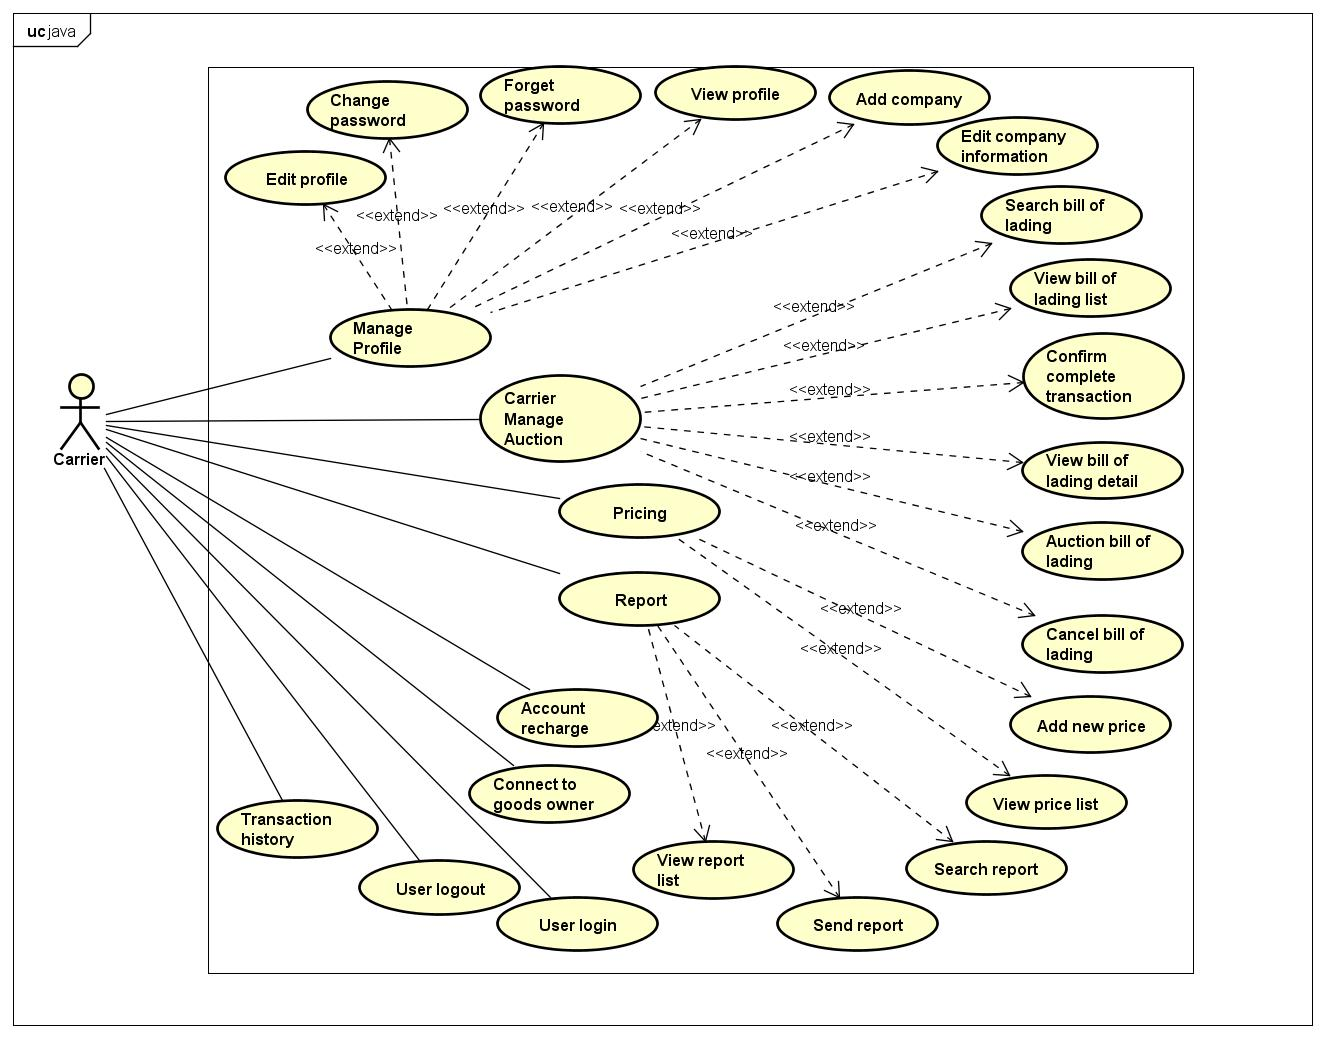 uc java
Change
password
Forget
password
View profile
Add company
Edit company
information
Edit profile
Search bill of
lading
<<extend>>
<<extend>>
<<extend>>
<<extend>>
<<extend>>
<<extend>>
View bill of
lading list
Manage
Profile
<<extend>>
<<extend>>
<<extend>>
Confirm
complete
transaction
Carrier
Carrier
Manage
Auction
<<extend>>
<<extend>>
<<extend>>
View bill of
lading detail
Pricing
Auction bill of
lading
Report
<<extend>>
<<extend>>
Cancel bill of
lading
Account
recharge
extend>>
<<extend>>
<<extend>>
Add new price
Connect to
goods owner
View price list
Transaction
history
View report
list
Search report
User logout
User login
Send report